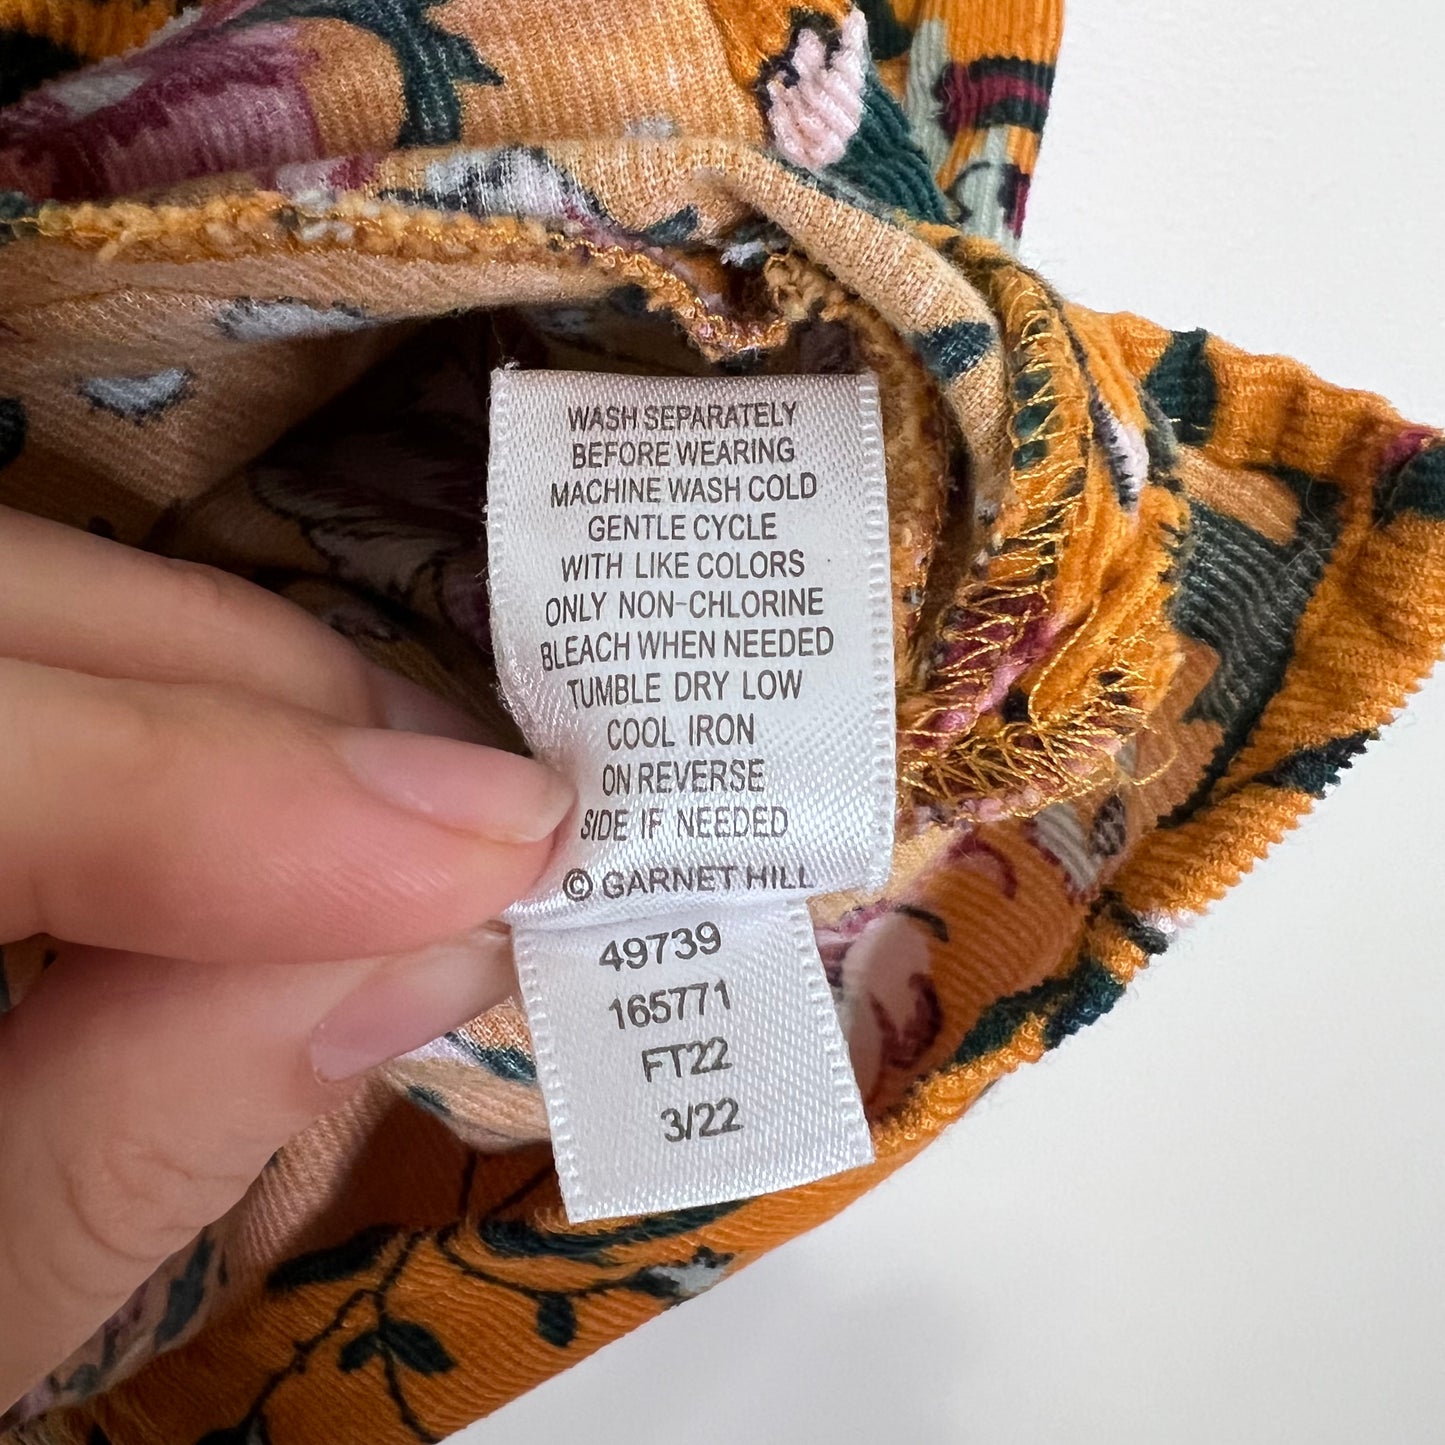 WASH SEPARATELY
BEFORE WEARING
MACHINE WASH COLD
GENTLE CYCLE
WITH LIKE COLORS
ONLY NON-CHLORINE
BLEACH WHEN NEEDED
TUMBLE DRY LOW
COOL IRON
ON REVERSE
SIDE IF NEEDED
© GARNET HILL
49739
165771
FT22
3/22